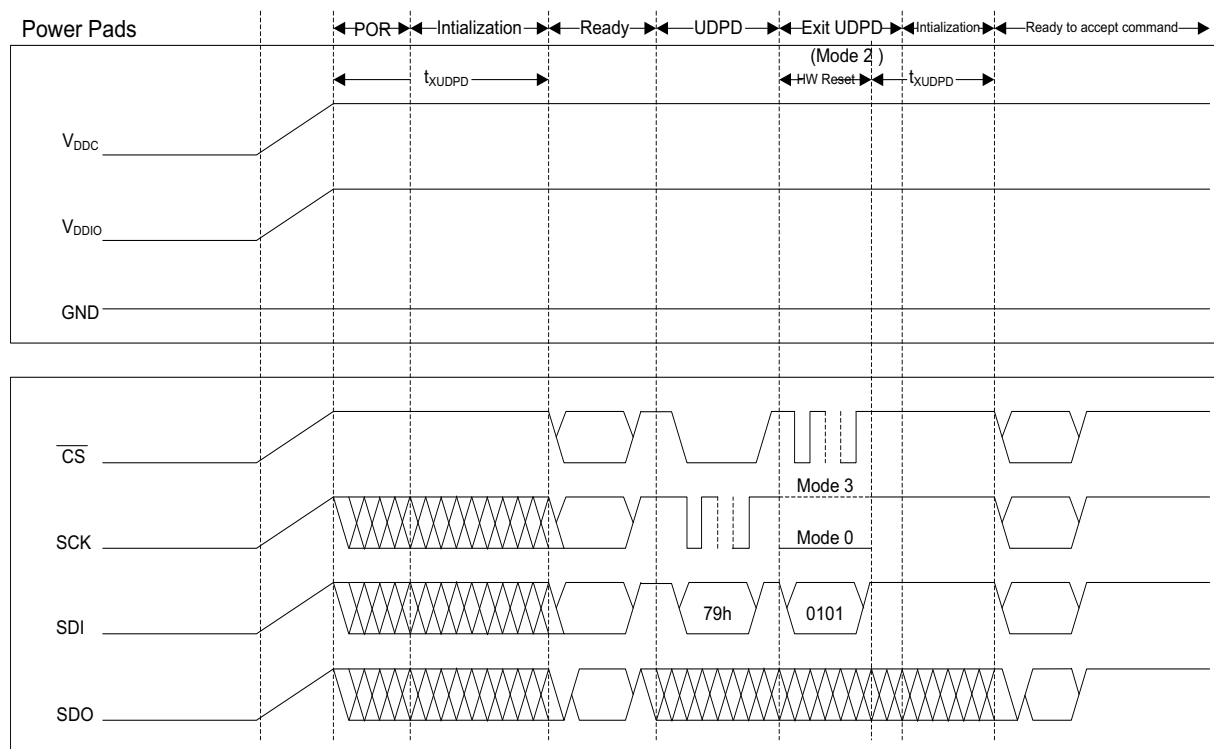 Power Pads
POR Intialization Ready UDPD Exit UDPD Intialization Ready to accept command
(Mode 2 )
tXUDPD HW Reset tXUDPD
VDDC
VDDIO
GND
CS
Mode 3
SCK Mode 0
SDI 79h 0101
SDO